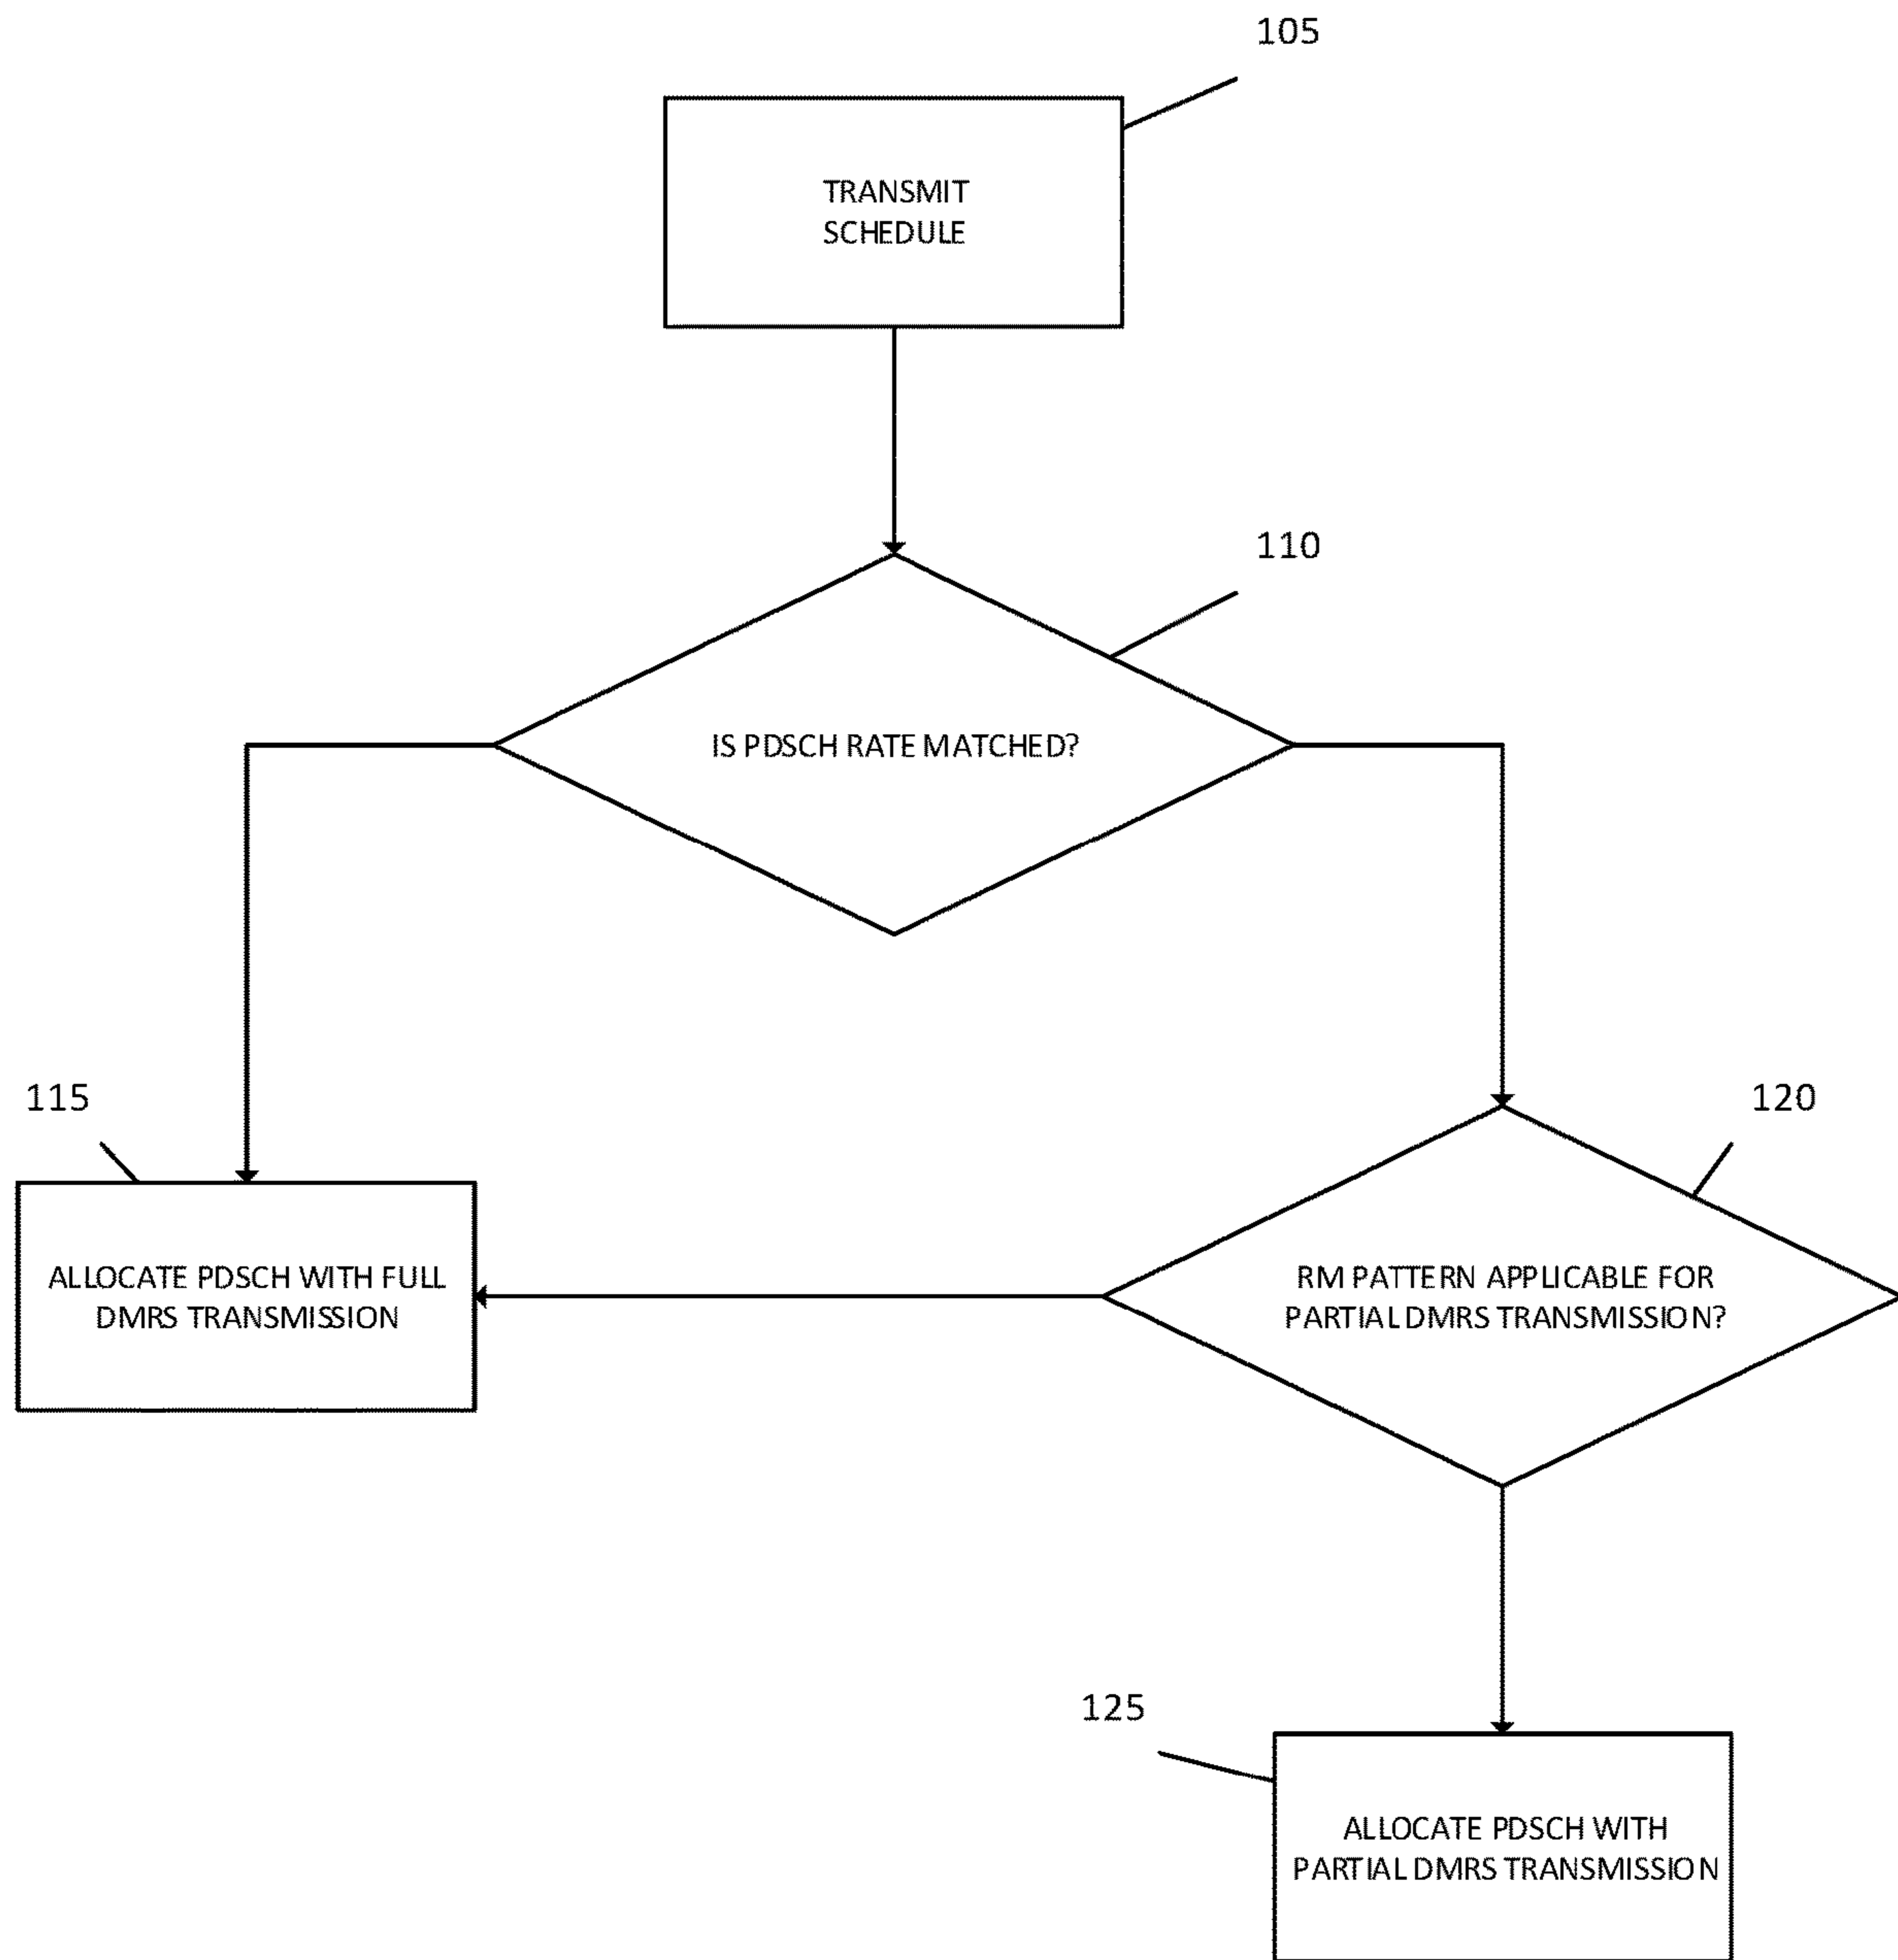 105
TRANSMIT
SCHEDULE
110
IS PDSCH RATE MATCHED?
115
120
ALLOCATE PDSCH WITH FULL
DMRS TRANSMISSION
RM PATTERN APPLICABLE FOR
PARTIAL DMRS TRANSMISSION?
125
ALLOCATE PDSCH WITH
PARTIAL DMRS TRANSMISSION